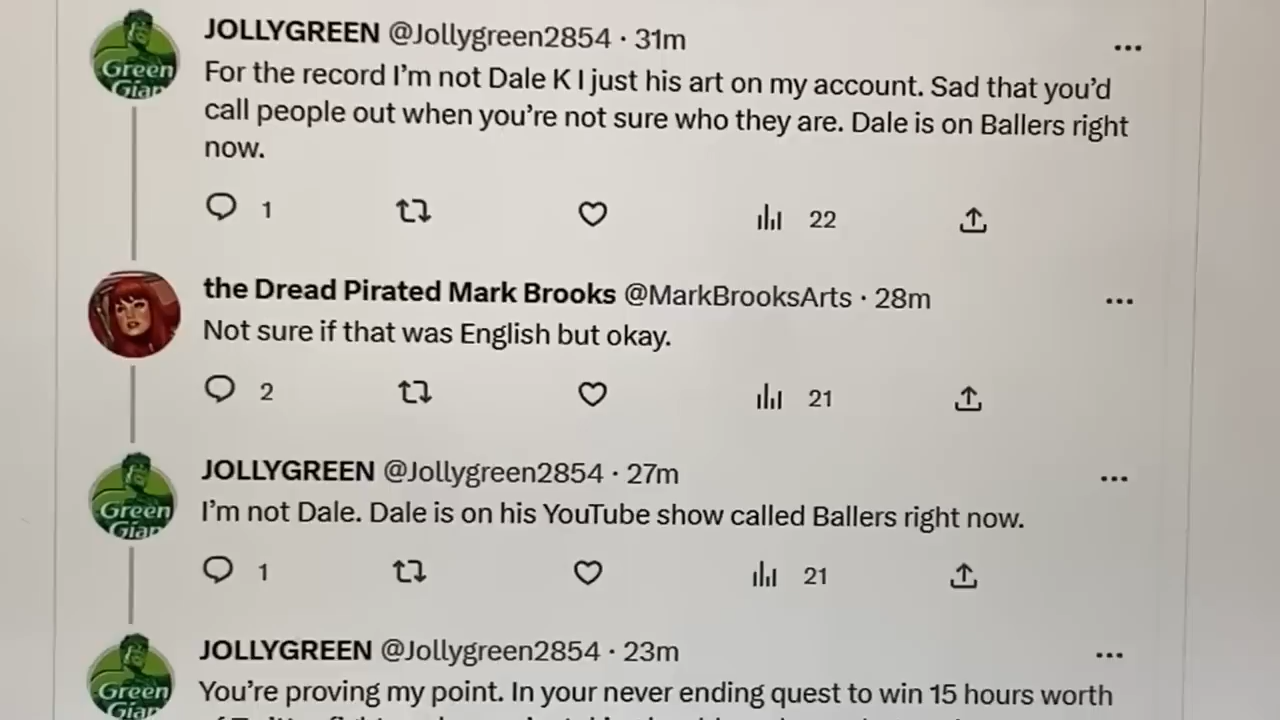 JOLLYGREEN @Jollygreen2854 · 31m
For the record I'm not Dale K I just his art on my account. Sad that you'd
call people out when you're not sure who they are. Dale is on Ballers right
now.
1 22
the Dread Pirated Mark Brooks @MarkBrooksArts · 28m
Not sure if that was English but okay.
2 21
JOLLYGREEN @Jollygreen2854 · 27m
I'm not Dale. Dale is on his YouTube show called Ballers right now.
1 21
JOLLYGREEN @Jollygreen2854 · 23m
You're proving my point. In your never ending quest to win 15 hours worth
Green
Green
Green